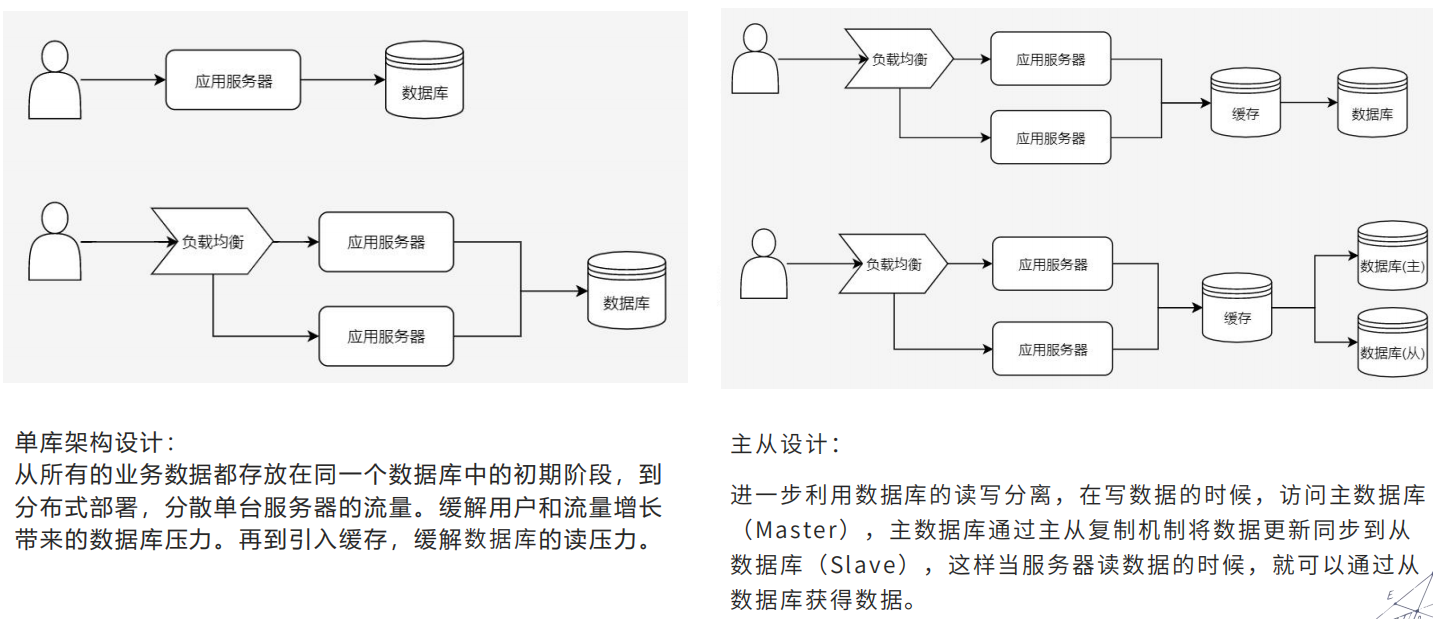 应用服务器
数据库
负载均衡
应用服务器
应用服务器
数据库
单库架构设计：
从所有的业务数据都存放在同一个数据库中的初期阶段，到
分布式部署，分散单台服务器的流量。缓解用户和流量增长
带来的数据库压力。再到引入缓存，缓解数据库的读压力。
负载均衡
应用服务器
应用服务器
缓存
数据库
负载均衡
应用服务器
应用服务器
缓存
数据库(主)
数据库(从)
主从设计：
进一步利用数据库的读写分离，在写数据的时候，访问主数据库
（Master），主数据库通过主从复制机制将数据更新同步到从
数据库（Slave），这样当服务器读数据的时候，就可以通过从
数据库获得数据。
E